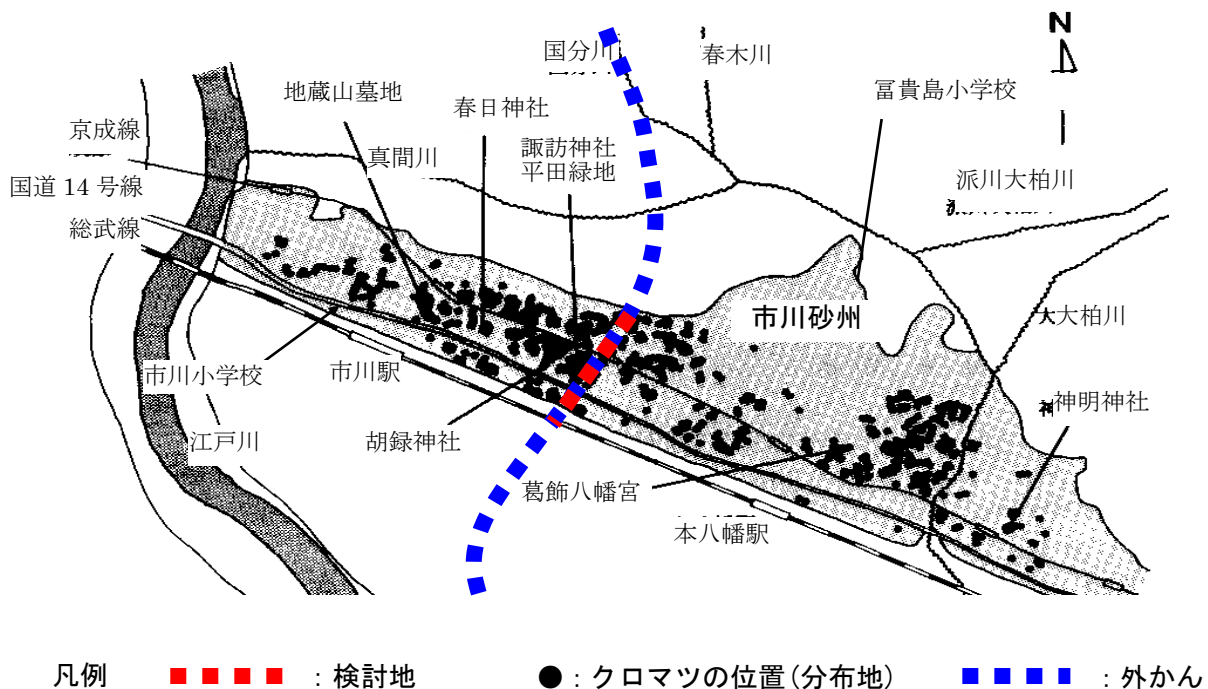 N
国分川
春木川
冨貴島小学校
地蔵山墓地
春日神社
京成線
真間川
諏訪神社
平田緑地
派川大柏川
国道 14 号線
総武線
市川砂州
大大柏川
市川小学校
市川駅
神明神社
江戸川
胡録神社
葛飾八幡宮
本八幡駅
凡例
：検討地
：クロマツの位置(分布地)
：外かん